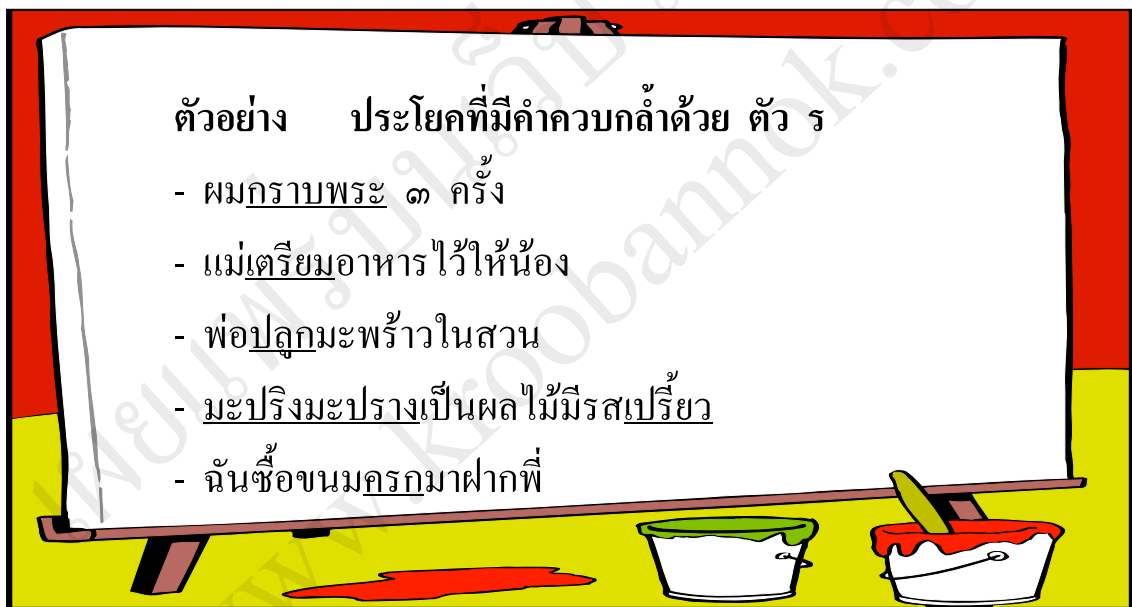 ตัวอย่าง ประโยคที่มีคำควบกล้ำด้วย ตัว ร
- ผมกราบพระ ๓ ครั้ง
- แม่เตรียมอาหารไว้ให้น้อง
- พ่อปลูกมะพร้าวในสวน
- มะปริงมะปรางเป็นผลไม้มีรสเปรี้ยว
- ฉันซื้อขนมครกมาฝากพี่